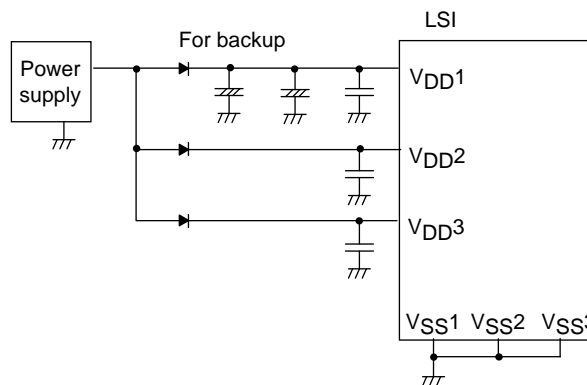 LSI
For backup
Power
supply
VDD1
VDD2
VDD3
VSS1 VSS2 VSS3